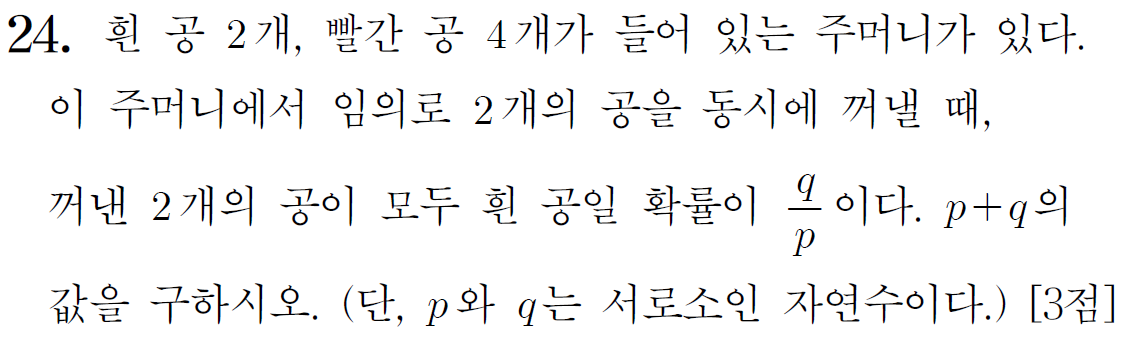 24. 흰 공 2개, 빨간 공 4개가 들어 있는 주머니가 있다.
이 주머니에서 임의로 2개의 공을 동시에 꺼낼 때,
꺼낸 2개의 공이 모두 흰 공일 확률이 q/p 이다. p+q의
값을 구하시오. (단, p와 q는 서로소인 자연수이다.) [3점]